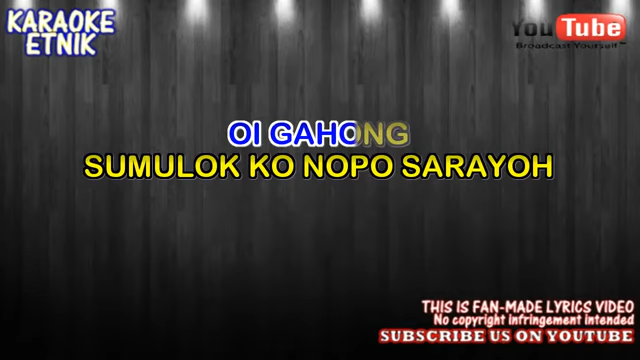 KARAOKE
ETNIK
YouTube
Broadcast Yourself™
OI GAHONG
SUMULOK KO NOPO SARAYOH
THIS IS FAN-MADE LYRICS VIDEO
No copyright infringement intended
SUBSCRIBE US ON YOUTUBE